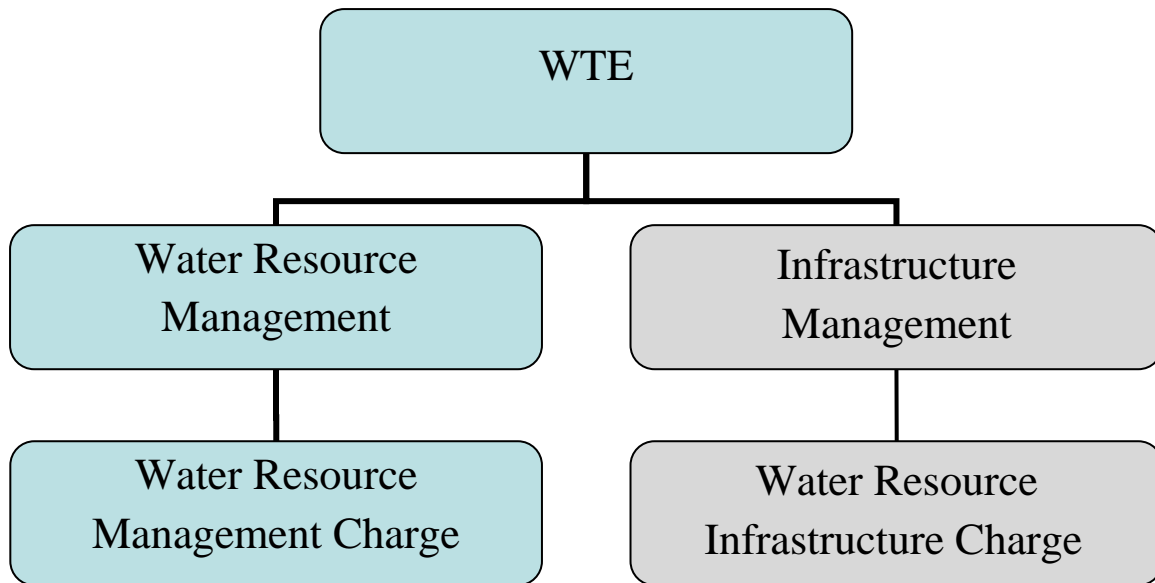 WTE
Water Resource
Management
Infrastructure
Management
Water Resource
Management Charge
Water Resource
Infrastructure Charge